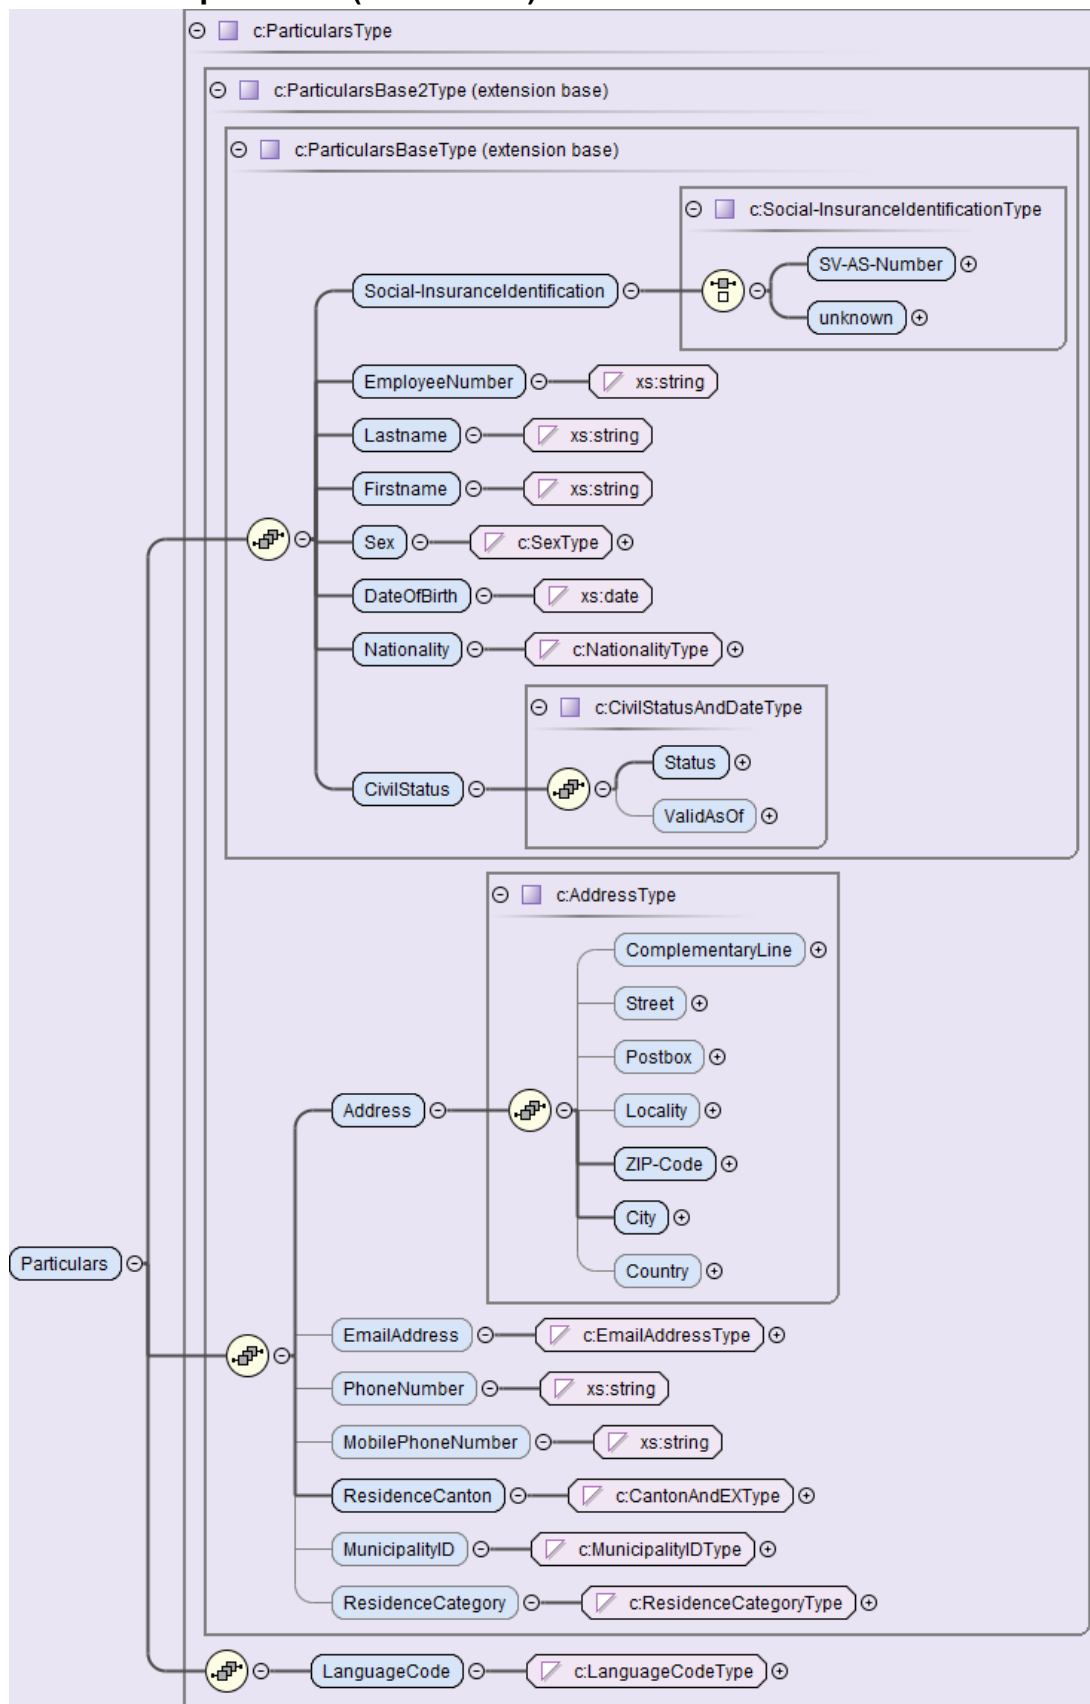 c:ParticularsType
c:ParticularsBase2Type (extension base)
c:ParticularsBaseType (extension base)
c:Social-InsuranceIdentificationType
SV-AS-Number
Social-InsuranceIdentification
unknown
EmployeeNumber xs:string
Lastname xs:string
Firstname xs:string
Sex c:SexType
DateOfBirth xs:date
Nationality c:NationalityType
c:CivilStatusAndDateType
Status
CivilStatus
ValidAsOf
c:AddressType
ComplementaryLine
Street
Postbox
Address Locality
ZIP-Code
City
Particulars
Country
EmailAddress c:EmailAddressType
PhoneNumber xs:string
MobilePhoneNumber xs:string
ResidenceCanton c:CantonAndEXType
MunicipalityID c:MunicipalityIDType
ResidenceCategory c:ResidenceCategoryType
LanguageCode c:LanguageCodeType